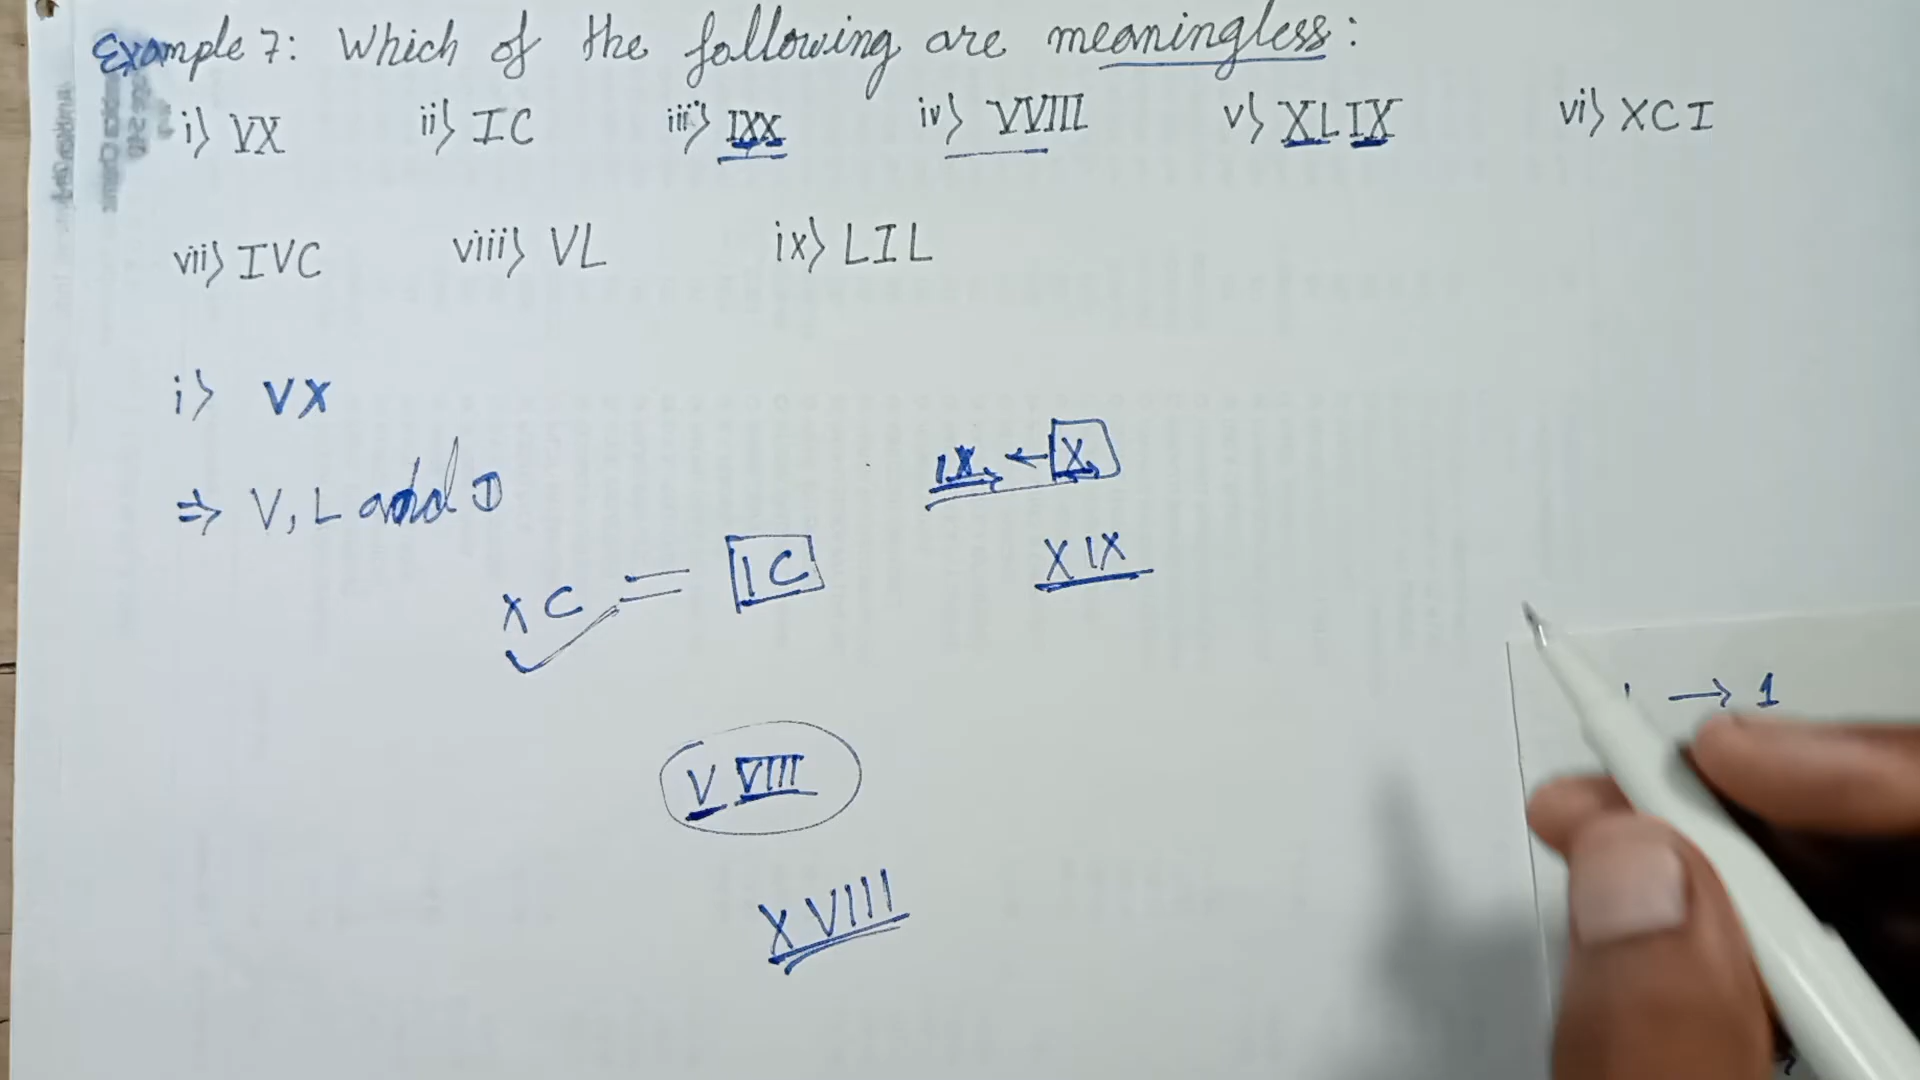 Example 7: Which of the following are meaningless:
i) VX ii) IC iii) IXX iv) VVIII v) XLIX vi) XCI
vii) IVC viii) VL ix) LIL
i) VX
IX ← X
⇒ V, L and D
XIX
XC = IC
→ 1
V VIII
XVIII